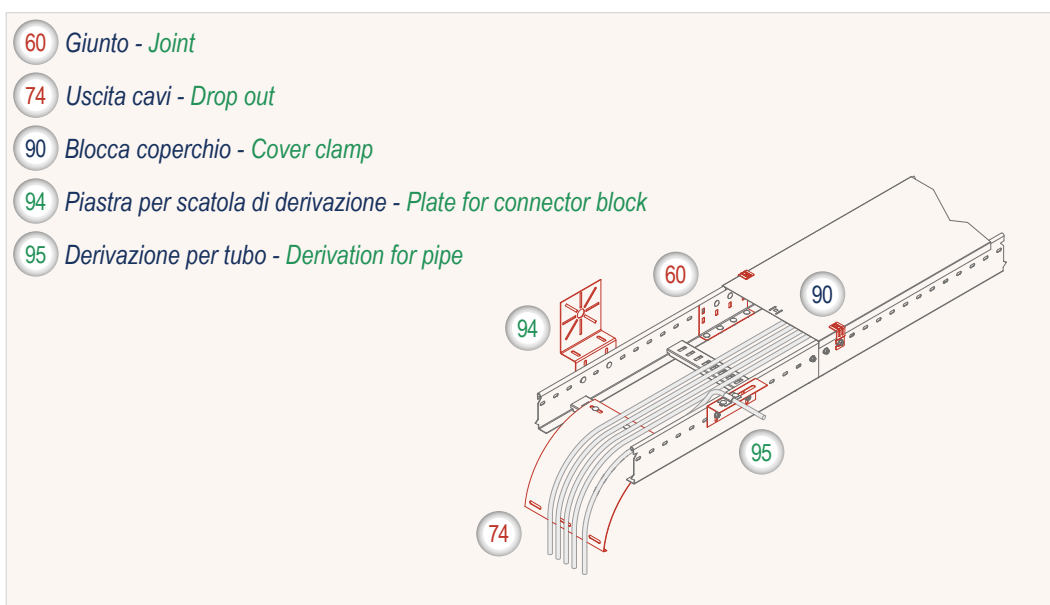 60 Giunto - Joint
74 Uscita cavi - Drop out
90 Blocca coperchio - Cover clamp
94 Piastra per scatola di derivazione - Plate for connector block
95 Derivazione per tubo - Derivation for pipe
60
90
94
95
74